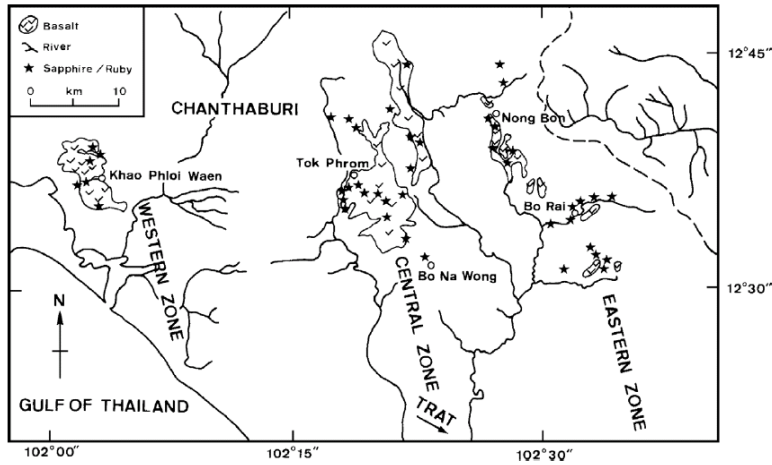 Basalt
River
Sapphire / Ruby
0 km 10
CHANTHABURI
Khao Phloi Waen
Tok Phrom
Nong Bon
Bo Rai
Bo Na Wong
WESTERN ZONE
CENTRAL ZONE
EASTERN ZONE
N
GULF OF THAILAND
TRAT
12°45"
12°30"
102°00"
102°15"
102°30"